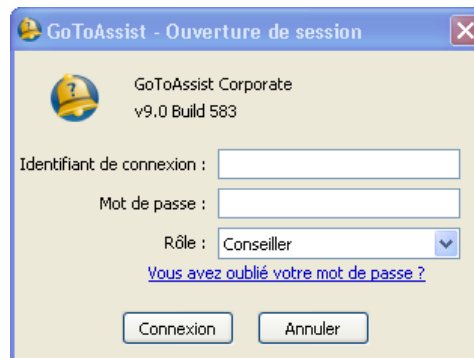 GoToAssist - Ouverture de session
GoToAssist Corporate
v9.0 Build 583
Identifiant de connexion :
Mot de passe :
Rôle : Conseiller
Vous avez oublié votre mot de passe ?
Connexion Annuler